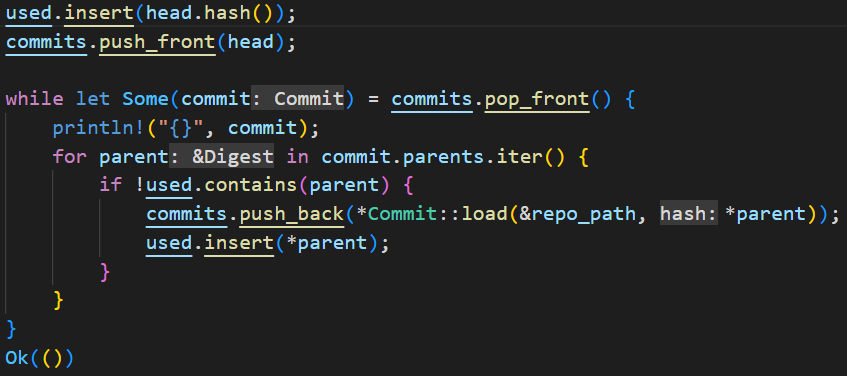 used.insert(head.hash());
commits.push_front(head);
while let Some(commit: Commit) = commits.pop_front() {
    println!("{}", commit);
    for parent: &Digest in commit.parents.iter() {
        if !used.contains(parent) {
            commits.push_back(*Commit::load(&repo_path, hash: *parent));
            used.insert(*parent);
        }
    }
}
Ok(())